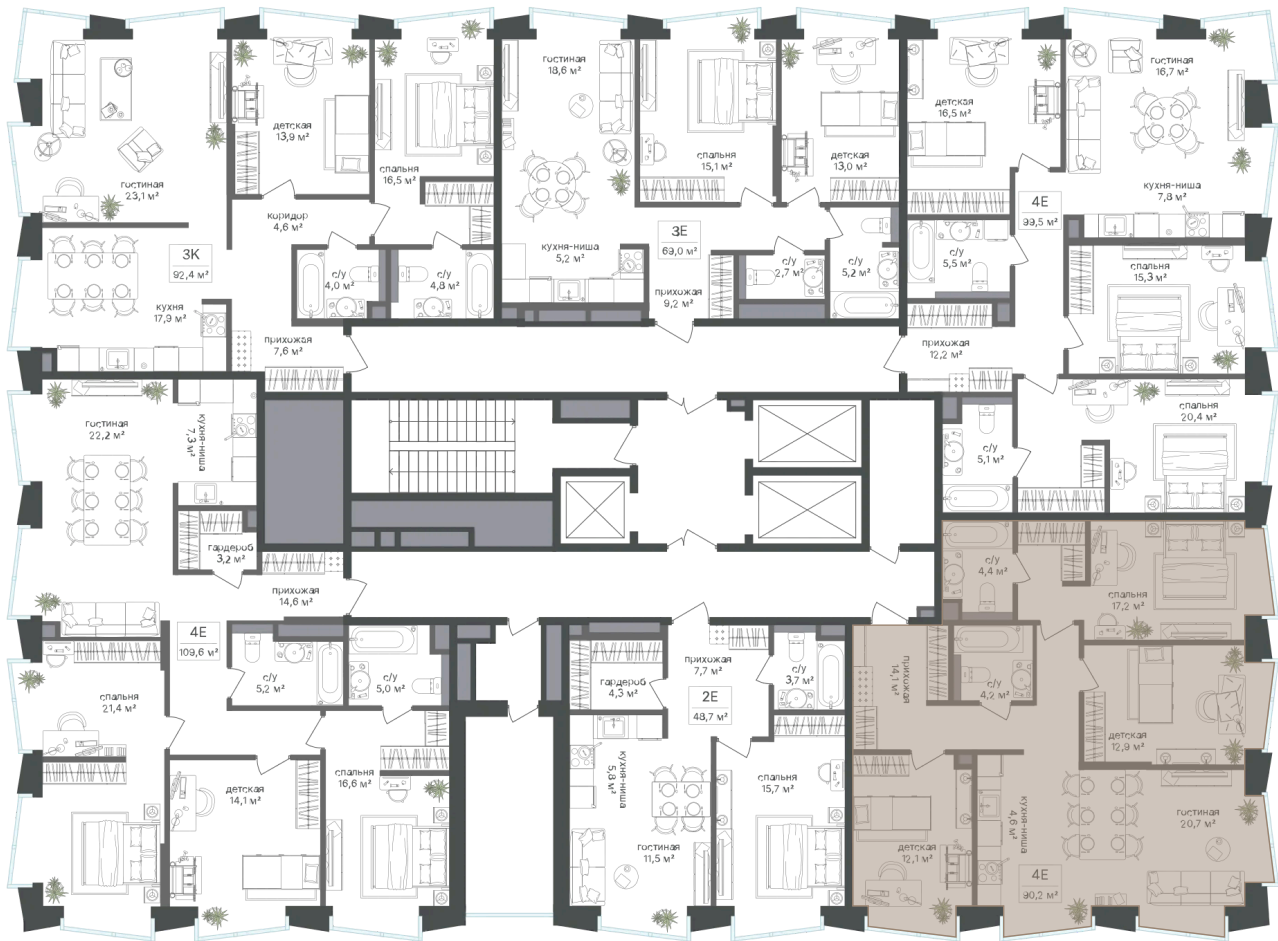 гостиная
23,1 м²
детская
13,9 м²
спальня
16,5 м²
коридор
4,6 м²
3К
92,4 м²
кухня
17,9 м²
с/у
4,0 м²
с/у
4,8 м²
прихожая
7,6 м²
гостиная
18,6 м²
спальня
15,1 м²
детская
13,0 м²
кухня-ниша
5,2 м²
3Е
69,0 м²
прихожая
9,2 м²
с/у
2,7 м²
с/у
5,2 м²
детская
16,5 м²
гостиная
16,7 м²
кухня-ниша
7,8 м²
4Е
99,5 м²
с/у
5,5 м²
спальня
15,3 м²
прихожая
12,2 м²
спальня
20,4 м²
с/у
5,1 м²
гостиная
22,2 м²
кухня-ниша
7,3 м²
гардероб
3,2 м²
прихожая
14,6 м²
4Е
109,6 м²
с/у
5,2 м²
с/у
5,0 м²
спальня
21,4 м²
детская
14,1 м²
спальня
16,6 м²
гардероб
4,3 м²
прихожая
7,7 м²
2Е
48,7 м²
с/у
3,7 м²
кухня-ниша
5,8 м²
гостиная
11,5 м²
спальня
15,7 м²
с/у
4,4 м²
спальня
17,2 м²
прихожая
14,1 м²
с/у
4,2 м²
детская
12,9 м²
детская
12,1 м²
кухня-ниша
4,6 м²
гостиная
20,7 м²
4Е
90,2 м²